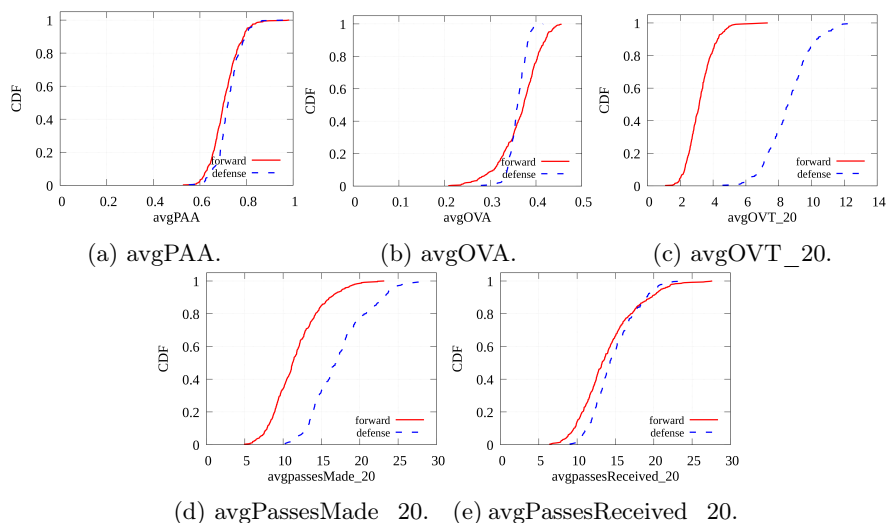 1
0.8
0.6
0.4
0.2
0
CDF
0 0.2 0.4 0.6 0.8 1
avgPAA
forward
defense
(a) avgPAA.
1
0.8
0.6
0.4
0.2
0
CDF
0 0.1 0.2 0.3 0.4 0.5
avgOVA
forward
defense
(b) avgOVA.
1
0.8
0.6
0.4
0.2
0
CDF
0 2 4 6 8 10 12 14
avgOVT_20
forward
defense
(c) avgOVT_20.
1
0.8
0.6
0.4
0.2
0
CDF
0 5 10 15 20 25 30
avgpassesMade_20
forward
defense
(d) avgPassesMade_20.
1
0.8
0.6
0.4
0.2
0
CDF
0 5 10 15 20 25 30
avgpassesReceived_20
forward
defense
(e) avgPassesReceived_20.